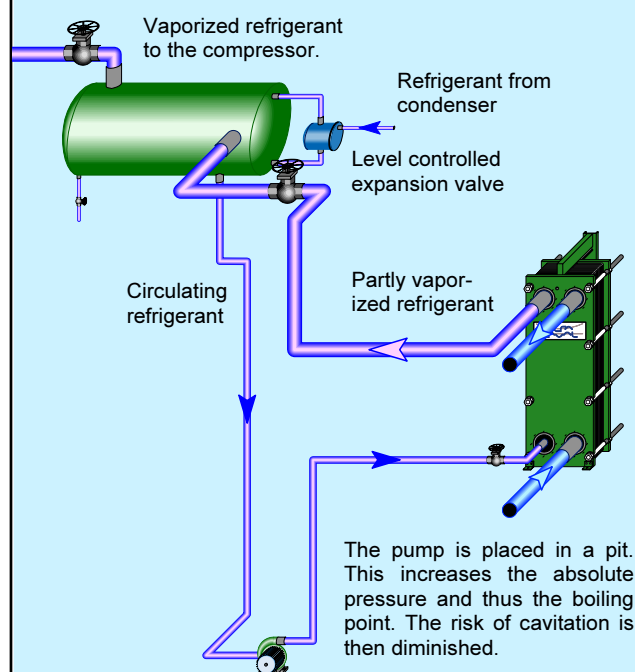 Vaporized refrigerant
to the compressor.
Refrigerant from
condenser
Level controlled
expansion valve
Circulating
refrigerant
Partly vapor-
ized refrigerant
The pump is placed in a pit.
This increases the absolute
pressure and thus the boiling
point. The risk of cavitation is
then diminished.